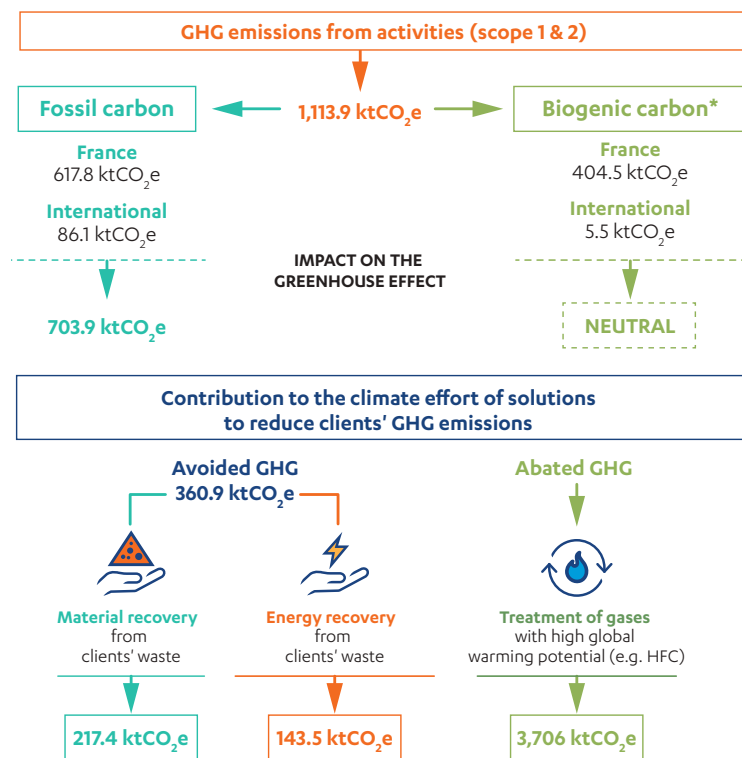 GHG emissions from activities (scope 1 & 2)
Fossil carbon
1,113.9 ktCO₂e
Biogenic carbon*
France
617.8 ktCO₂e
International
86.1 ktCO₂e
France
404.5 ktCO₂e
International
5.5 ktCO₂e
IMPACT ON THE
GREENHOUSE EFFECT
703.9 ktCO₂e
NEUTRAL
Contribution to the climate effort of solutions
to reduce clients' GHG emissions
Avoided GHG
360.9 ktCO₂e
Abated GHG
Material recovery
from
clients' waste
Energy recovery
from
clients' waste
Treatment of gases
with high global
warming potential (e.g. HFC)
217.4 ktCO₂e
143.5 ktCO₂e
3,706 ktCO₂e